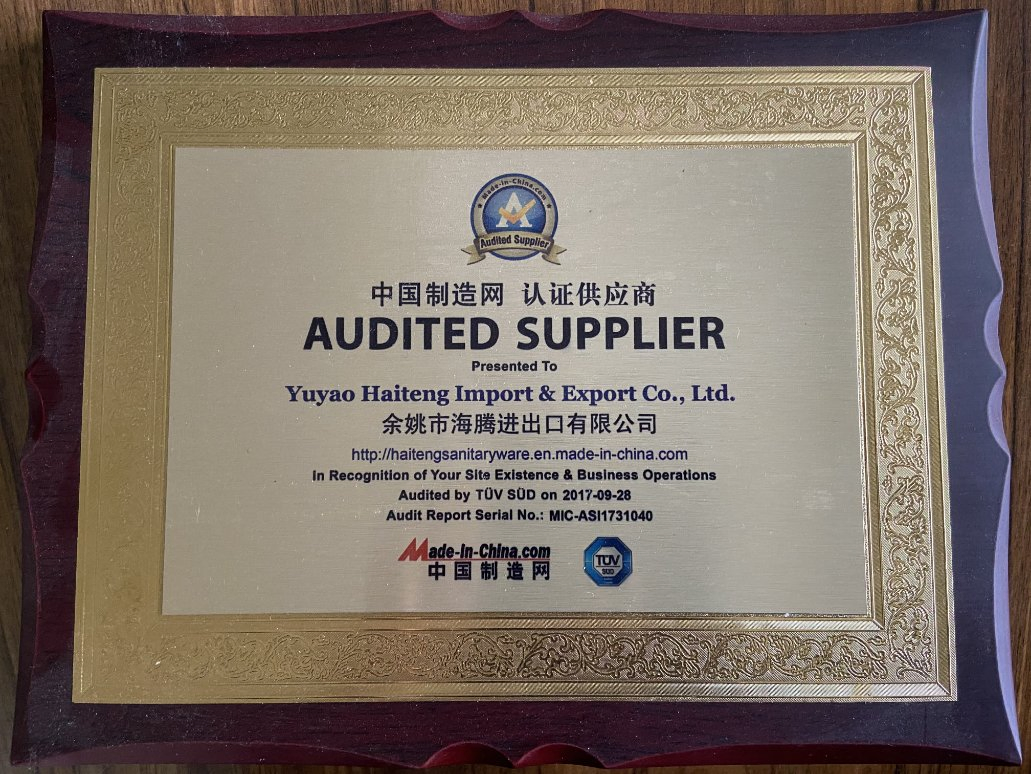 Made-in-China.com
A
Audited Supplier
中国制造网 认证供应商
AUDITED SUPPLIER
Presented To
Yuyao Haiteng Import & Export Co., Ltd.
余姚市海腾进出口有限公司
http://haitengsanitaryware.en.made-in-china.com
In Recognition of Your Site Existence & Business Operations
Audited by TÜV SÜD on 2017-09-28
Audit Report Serial No.: MIC-ASI1731040
Made-in-China.com
中国制造网
TÜV
SÜD